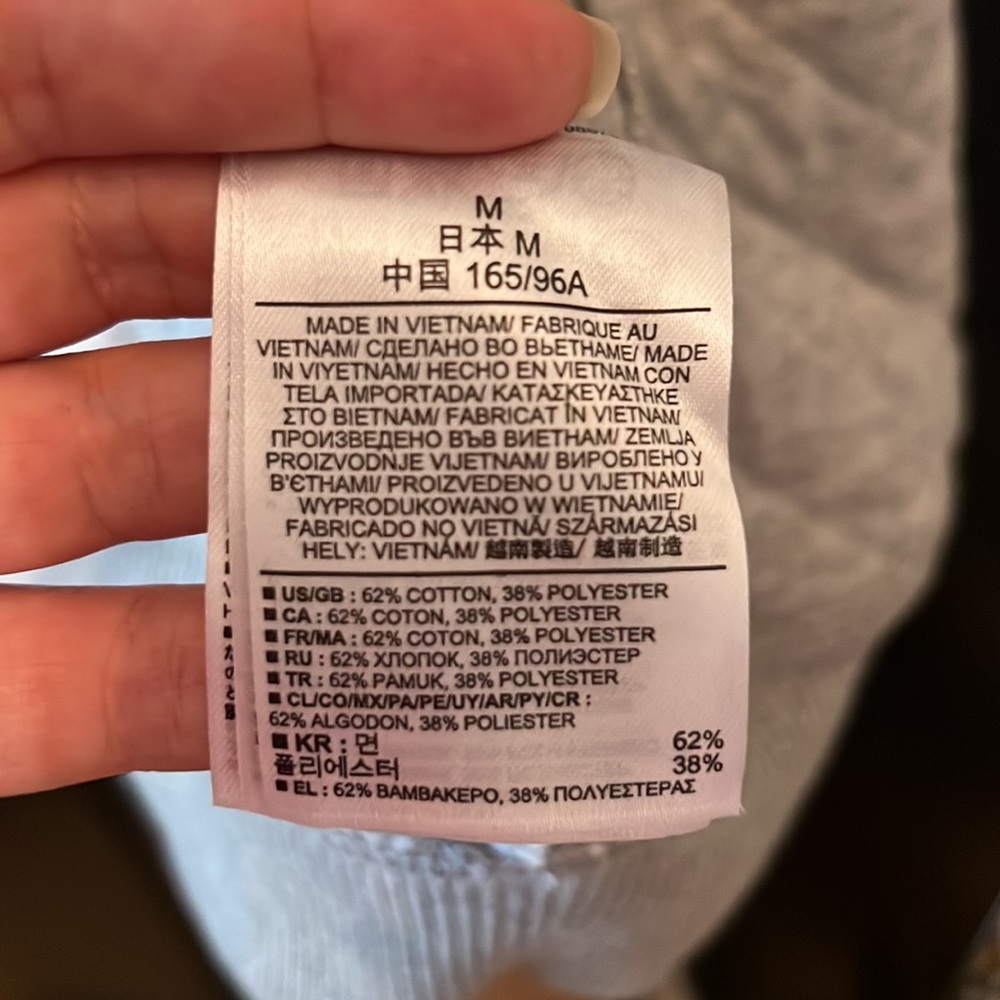 M
日本 M
中国 165/96A
MADE IN VIETNAM/ FABRIQUE AU
VIETNAM/ СДЕЛАНО ВО ВЬЕТНАМЕ/ MADE
IN VIYETNAM/ HECHO EN VIETNAM CON
TELA IMPORTADA/ ΚΑΤΑΣΚΕΥΑΣΤΗΚΕ
ΣΤΟ ΒΙΕΤΝΑΜ/ FABRICAT ÎN VIETNAM/
ПРОИЗВЕДЕНО ВЪВ ВИЕТНАМ/ ZEMLJA
PROIZVODNJE VIJETNAM/ ВИРОБЛЕНО У
В'ЄТНАМІ/ PROIZVEDENO U VIJETNAMU/
WYPRODUKOWANO W WIETNAMIE/
FABRICADO NO VIETNÃ/ SZÁRMAZÁSI
HELY: VIETNÁM/ 越南製造/ 越南制造
■ US/GB : 62% COTTON, 38% POLYESTER
■ CA : 62% COTON, 38% POLYESTER
■ FR/MA : 62% COTON, 38% POLYESTER
■ RU : 62% ХЛОПОК, 38% ПОЛИЭСТЕР
■ TR : 62% PAMUK, 38% POLYESTER
■ CL/CO/MX/PA/PE/UY/AR/PY/CR :
62% ALGODON, 38% POLIESTER
■ KR : 면 62%
폴리에스터 38%
■ EL : 62% ΒΑΜΒΑΚΕΡΟ, 38% ΠΟΛΥΕΣΤΕΡΑΣ